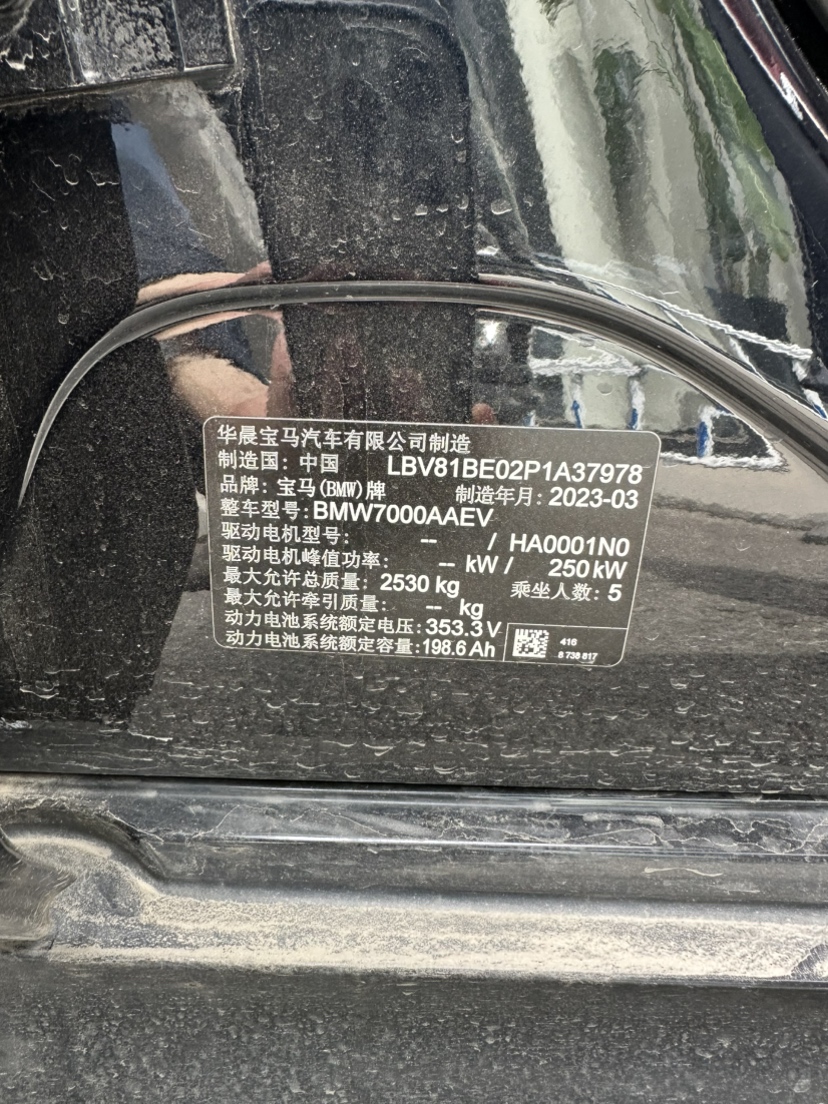 华晨宝马汽车有限公司制造
制造国: 中国 LBV81BE02P1A37978
品牌: 宝马(BMW)牌 制造年月: 2023-03
整车型号: BMW7000AAEV
驱动电机型号: -- / HA0001N0
驱动电机峰值功率: -- kW / 250 kW
最大允许总质量: 2530 kg 乘坐人数: 5
最大允许牵引质量: -- kg
动力电池系统额定电压: 353.3 V
动力电池系统额定容量: 198.6 Ah
416
8 738 817